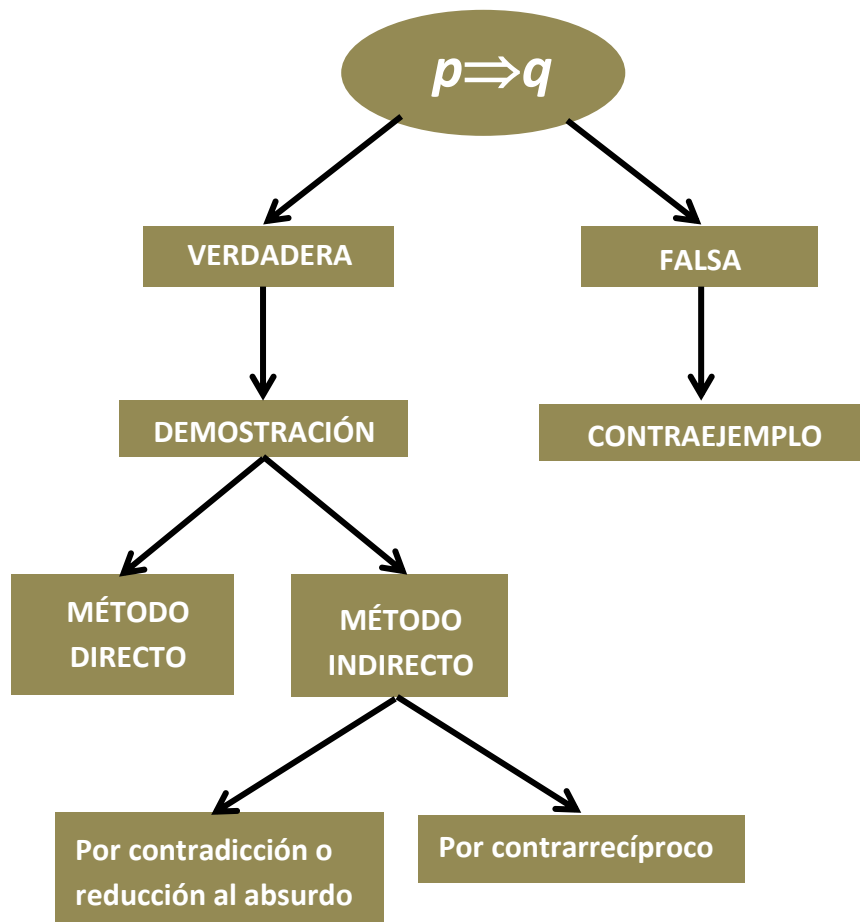 p⇒q
VERDADERA
FALSA
DEMOSTRACIÓN
CONTRAEJEMPLO
MÉTODO
DIRECTO
MÉTODO
INDIRECTO
Por contradicción o
reducción al absurdo
Por contrarrecíproco